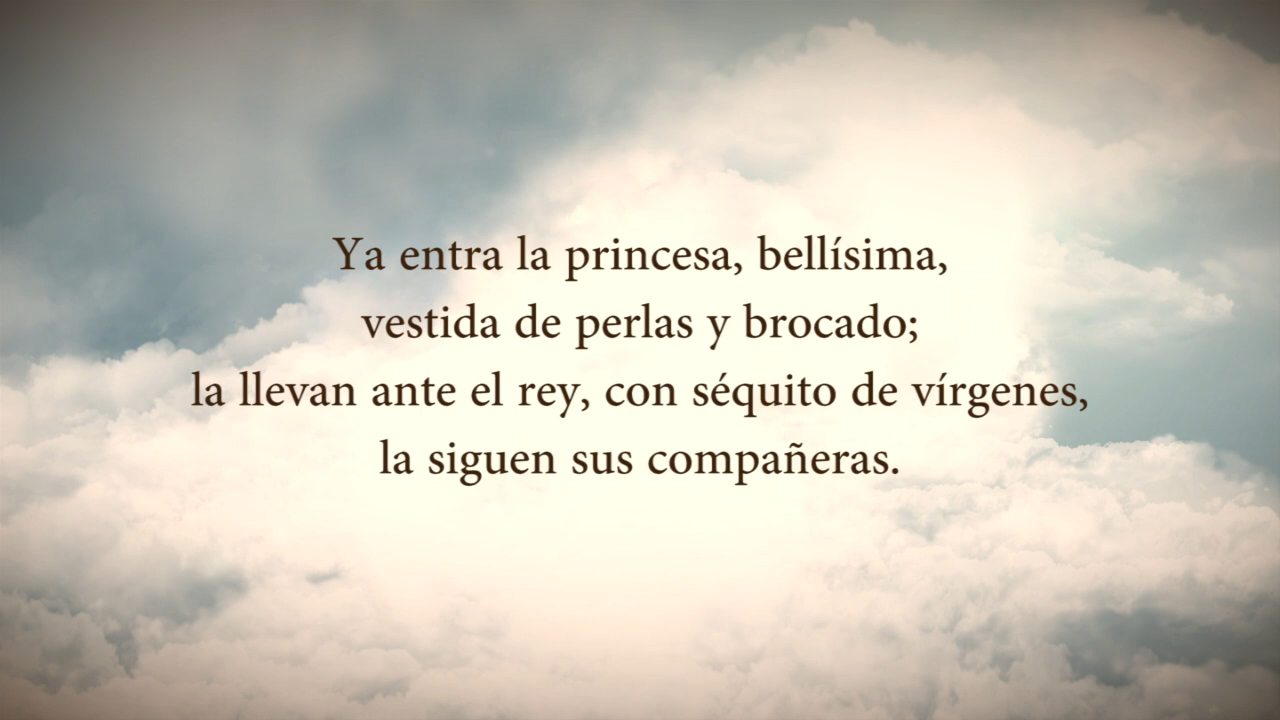 Ya entra la princesa, bellísima,
vestida de perlas y brocado;
la llevan ante el rey, con séquito de vírgenes,
la siguen sus compañeras.